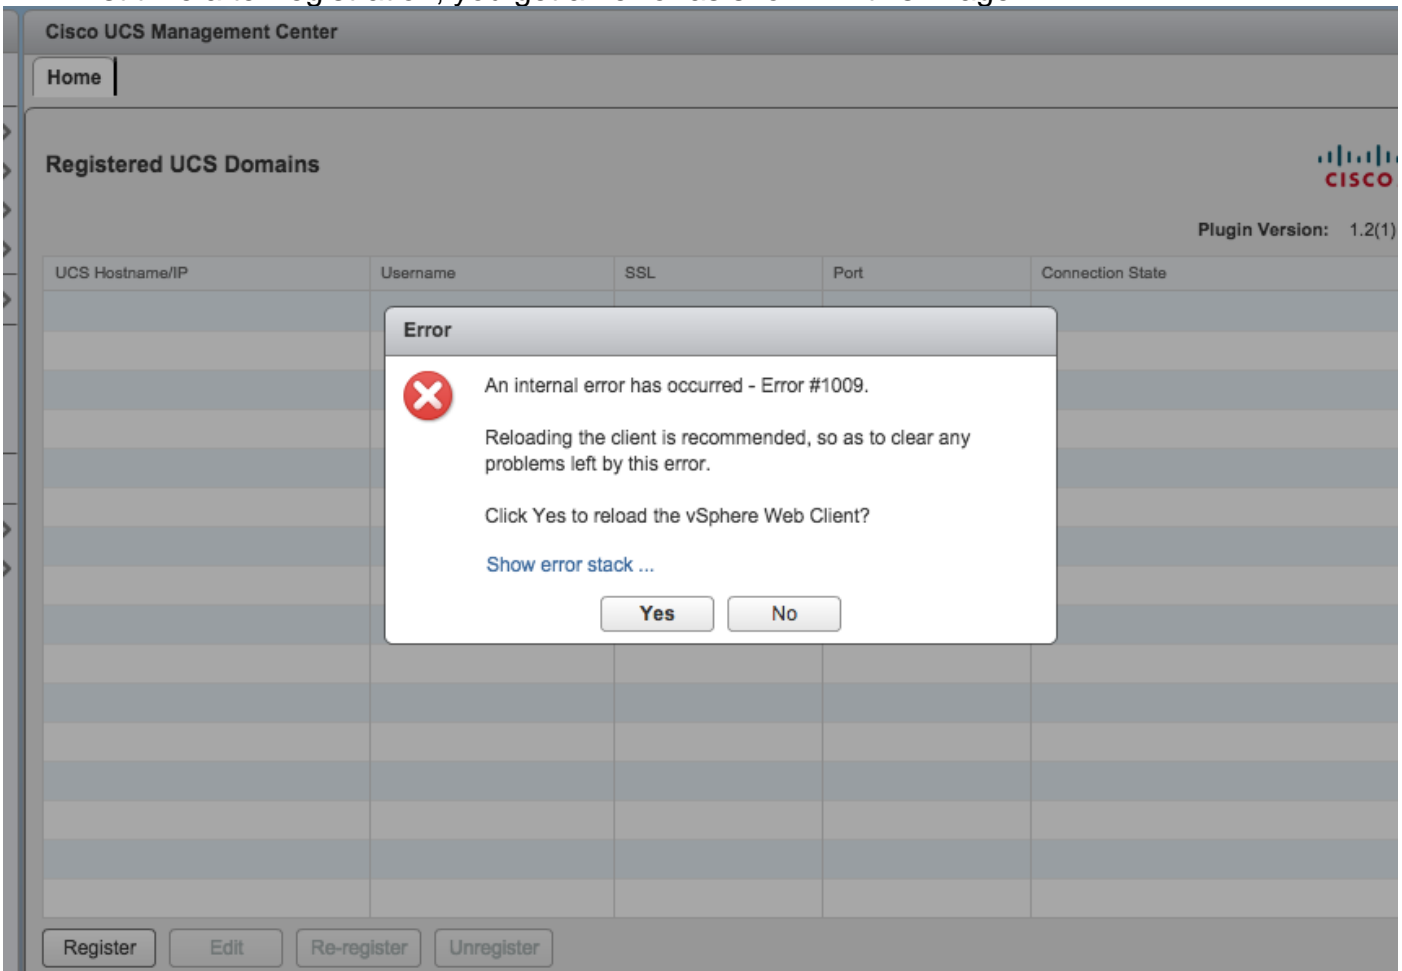 Cisco UCS Management Center
Home
Registered UCS Domains
CISCO
Plugin Version: 1.2(1)
UCS Hostname/IP Username SSL Port Connection State
Error
An internal error has occurred - Error #1009.
Reloading the client is recommended, so as to clear any
problems left by this error.
Click Yes to reload the vSphere Web Client?
Show error stack ...
Yes No
Register Edit Re-register Unregister